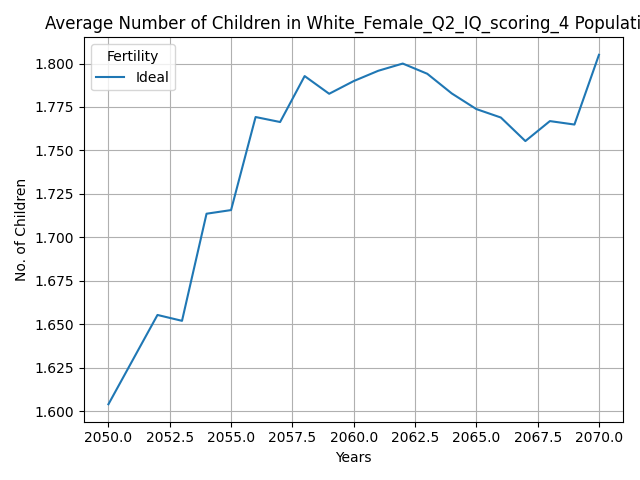 Average Number of Children in White_Female_Q2_IQ_scoring_4 Populati
Fertility
Ideal
No. of Children
1.800
1.775
1.750
1.725
1.700
1.675
1.650
1.625
1.600
2050.0 2052.5 2055.0 2057.5 2060.0 2062.5 2065.0 2067.5 2070.0
Years